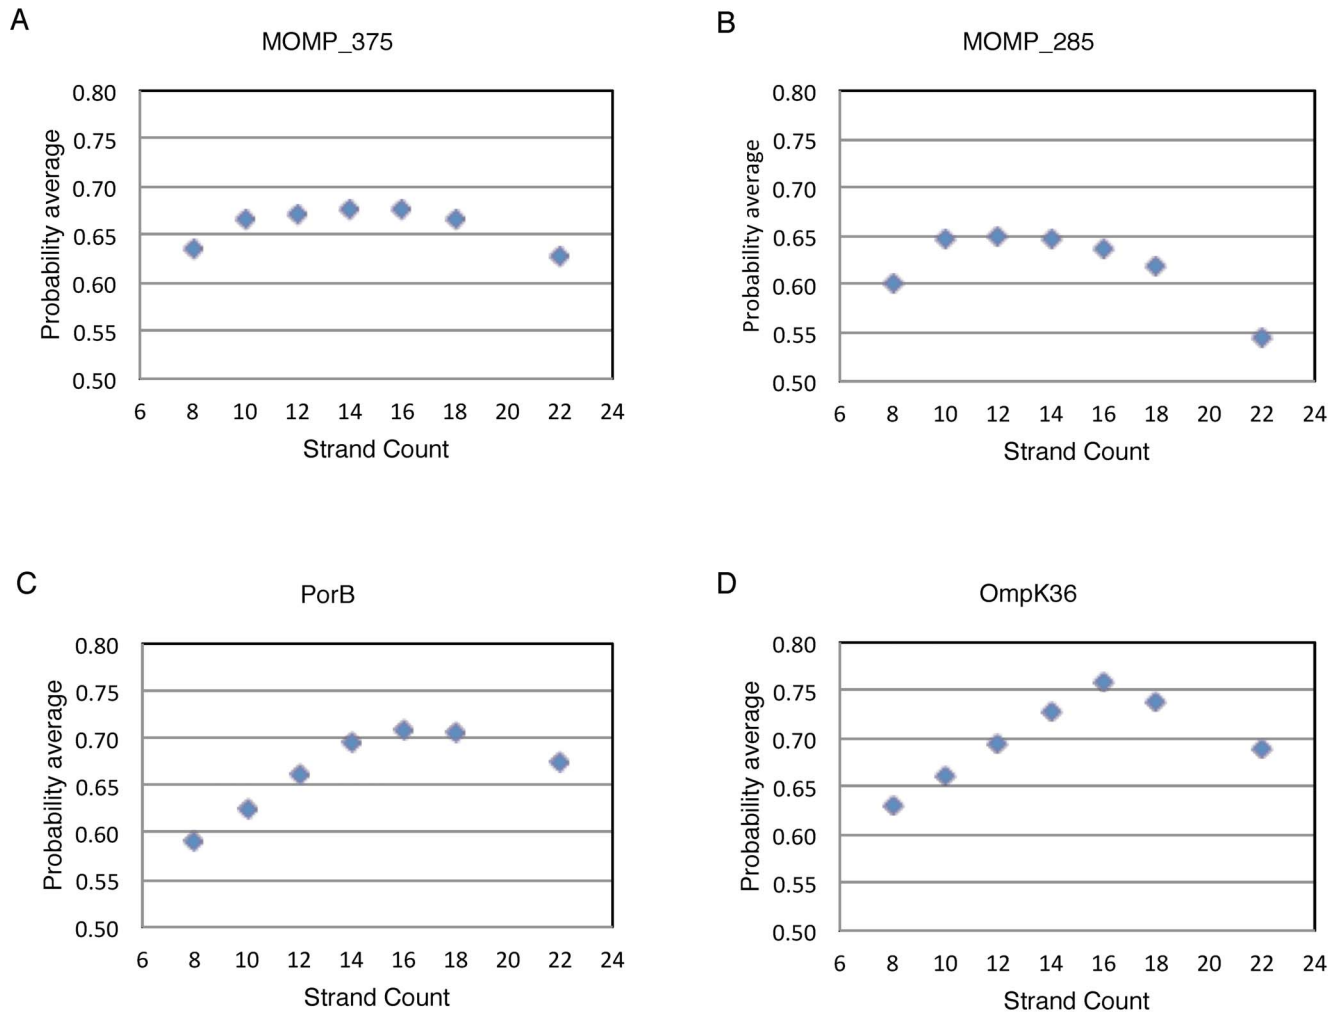 A
MOMP_375
0.80
0.75
0.70
0.65
0.60
0.55
0.50
Probability average
6 8 10 12 14 16 18 20 22 24
Strand Count
B
MOMP_285
0.80
0.75
0.70
0.65
0.60
0.55
0.50
Probability average
6 8 10 12 14 16 18 20 22 24
Strand Count
C
PorB
0.80
0.75
0.70
0.65
0.60
0.55
0.50
Probability average
6 8 10 12 14 16 18 20 22 24
Strand Count
D
OmpK36
0.80
0.75
0.70
0.65
0.60
0.55
0.50
Probability average
6 8 10 12 14 16 18 20 22 24
Strand Count